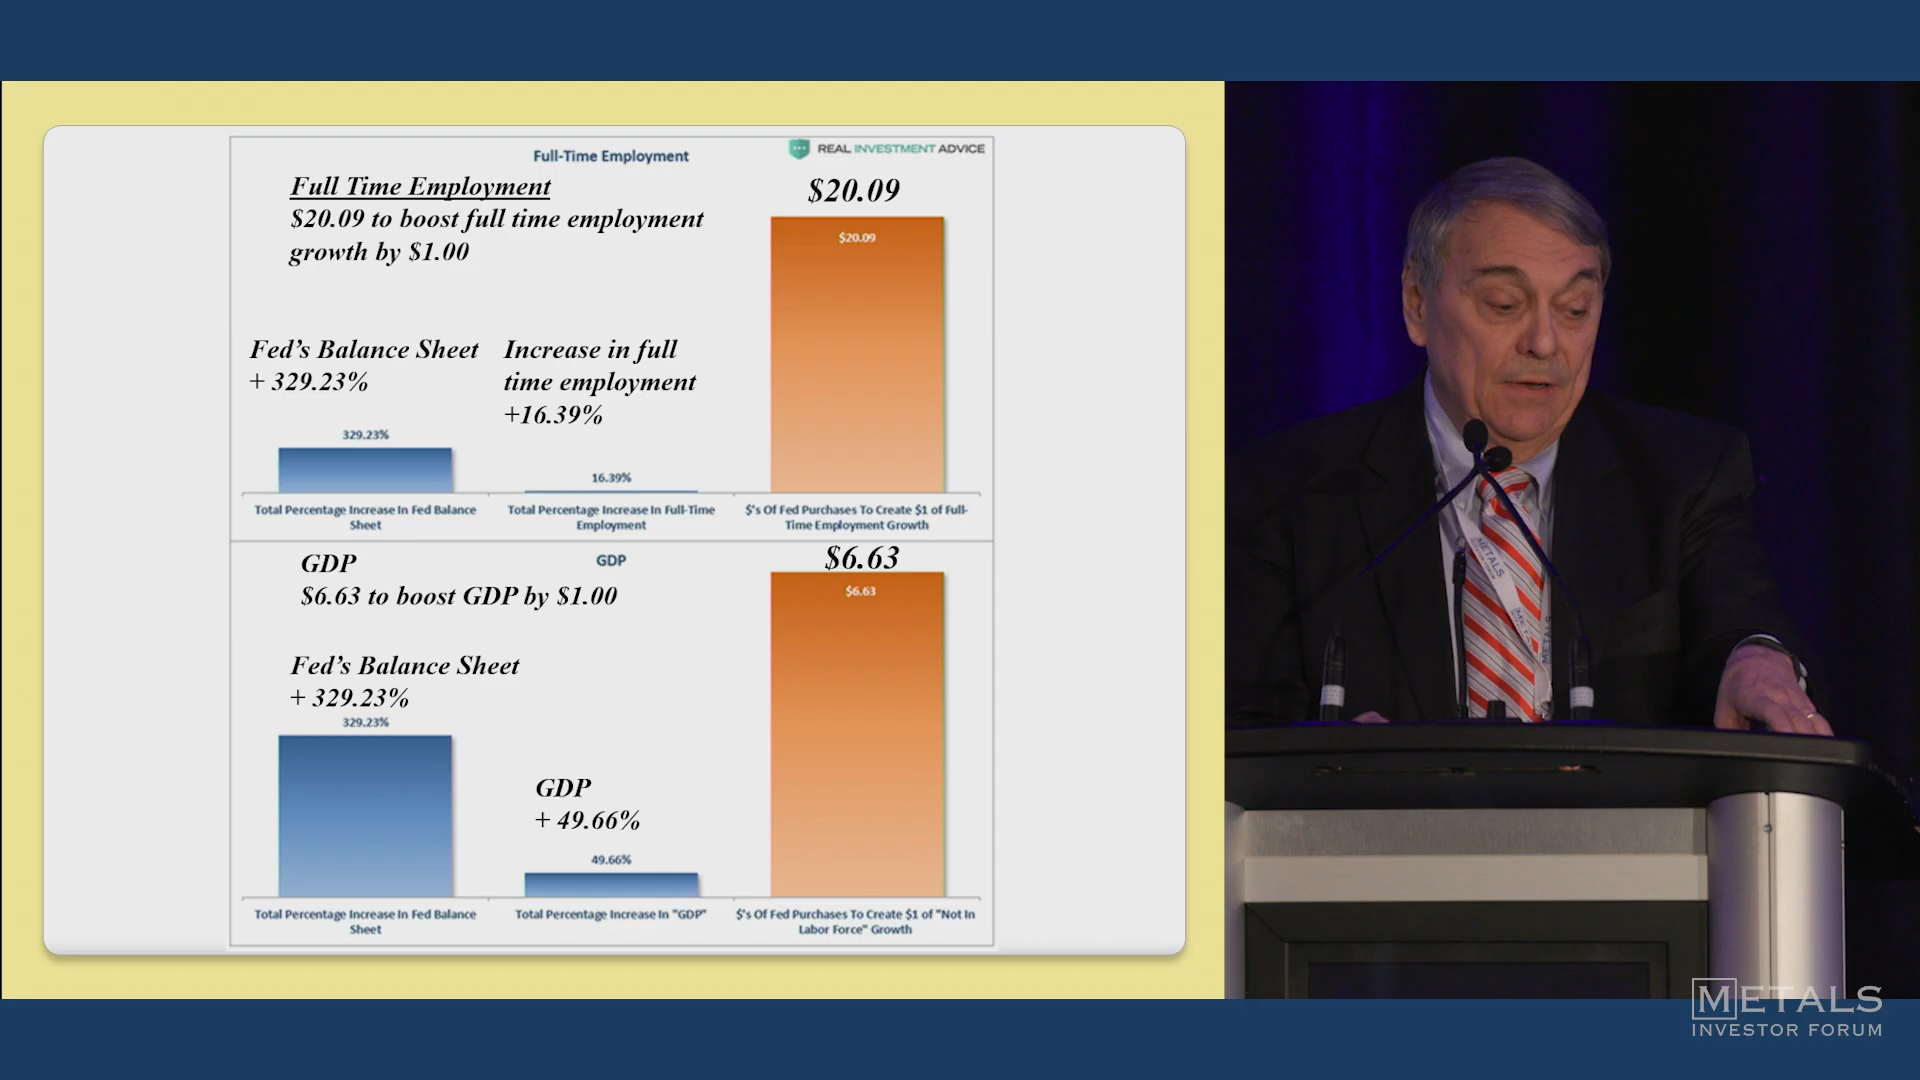 Full-Time Employment
REAL INVESTMENT ADVICE
Full Time Employment
$20.09 to boost full time employment
growth by $1.00
$20.09
$20.09
Fed's Balance Sheet
+ 329.23%
Increase in full
time employment
+16.39%
329.23%
16.39%
Total Percentage Increase In Fed Balance
Sheet
Total Percentage Increase In Full-Time
Employment
$'s Of Fed Purchases To Create $1 of Full-
Time Employment Growth
GDP
GDP
$6.63
$6.63 to boost GDP by $1.00
$6.63
Fed's Balance Sheet
+ 329.23%
329.23%
GDP
+ 49.66%
49.66%
Total Percentage Increase In Fed Balance
Sheet
Total Percentage Increase In "GDP"
$'s Of Fed Purchases To Create $1 of "Not In
Labor Force" Growth
METALS
METALS
METALS
INVESTOR FORUM